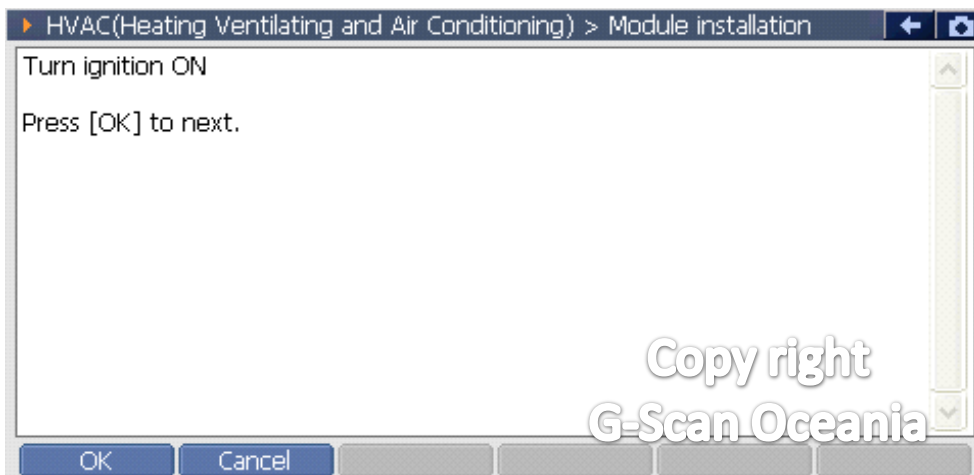 HVAC(Heating Ventilating and Air Conditioning) > Module installation
Turn ignition ON
Press [OK] to next.
Copy right
G-Scan Oceania
OK
Cancel